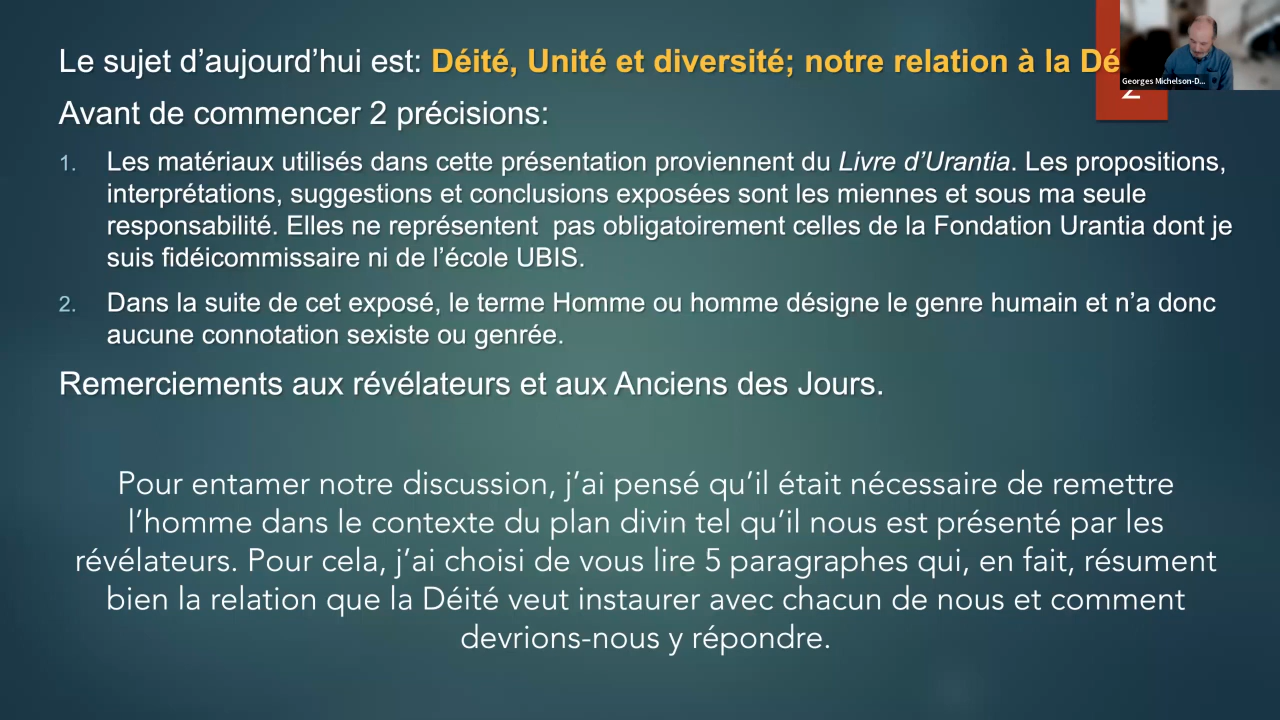 Le sujet d’aujourd’hui est: Déité, Unité et diversité; notre relation à la Dé
Georges Michelson-D...
Avant de commencer 2 précisions:
1. Les matériaux utilisés dans cette présentation proviennent du Livre d’Urantia. Les propositions,
interprétations, suggestions et conclusions exposées sont les miennes et sous ma seule
responsabilité. Elles ne représentent  pas obligatoirement celles de la Fondation Urantia dont je
suis fidéicommissaire ni de l’école UBIS.
2. Dans la suite de cet exposé, le terme Homme ou homme désigne le genre humain et n’a donc
aucune connotation sexiste ou genrée.
Remerciements aux révélateurs et aux Anciens des Jours.
Pour entamer notre discussion, j’ai pensé qu’il était nécessaire de remettre
l’homme dans le contexte du plan divin tel qu’il nous est présenté par les
révélateurs. Pour cela, j’ai choisi de vous lire 5 paragraphes qui, en fait, résument
bien la relation que la Déité veut instaurer avec chacun de nous et comment
devrions-nous y répondre.